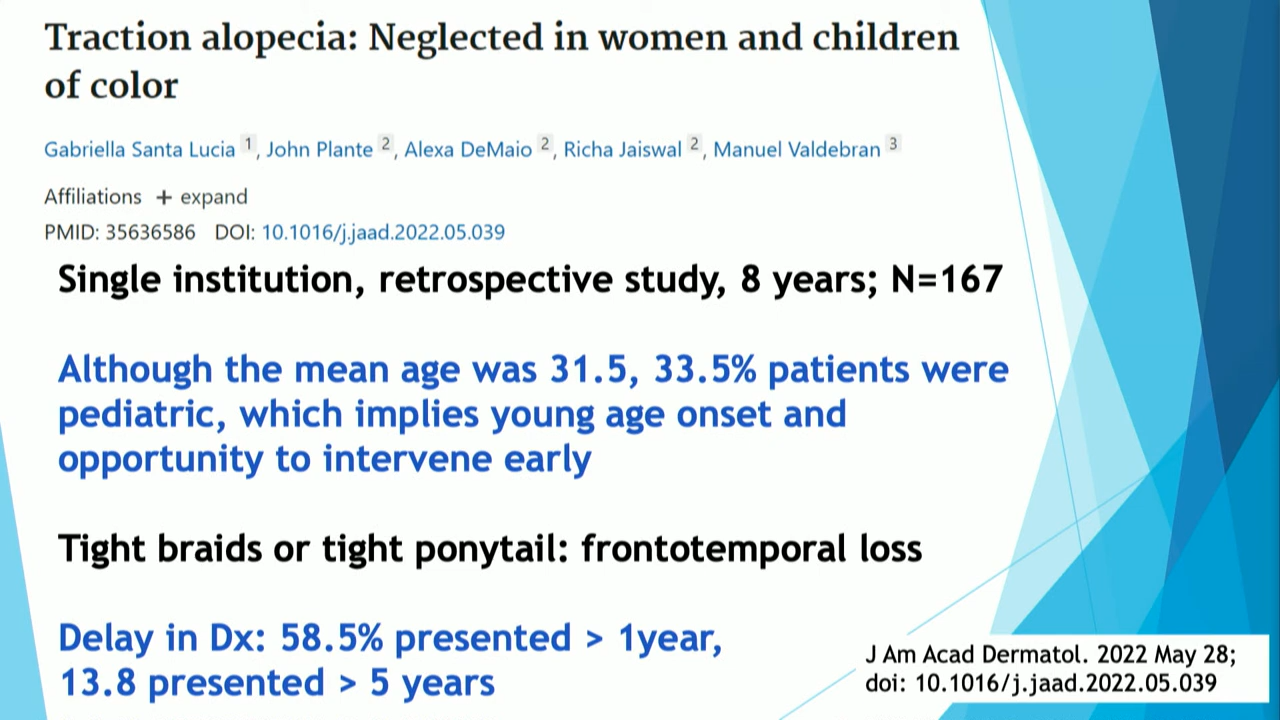 Traction alopecia: Neglected in women and children
of color
Gabriella Santa Lucia 1, John Plante 2, Alexa DeMaio 2, Richa Jaiswal 2, Manuel Valdebran 3
Affiliations + expand
PMID: 35636586 DOI: 10.1016/j.jaad.2022.05.039
Single institution, retrospective study, 8 years; N=167
Although the mean age was 31.5, 33.5% patients were
pediatric, which implies young age onset and
opportunity to intervene early
Tight braids or tight ponytail: frontotemporal loss
Delay in Dx: 58.5% presented > 1year,
13.8 presented > 5 years
J Am Acad Dermatol. 2022 May 28;
doi: 10.1016/j.jaad.2022.05.039